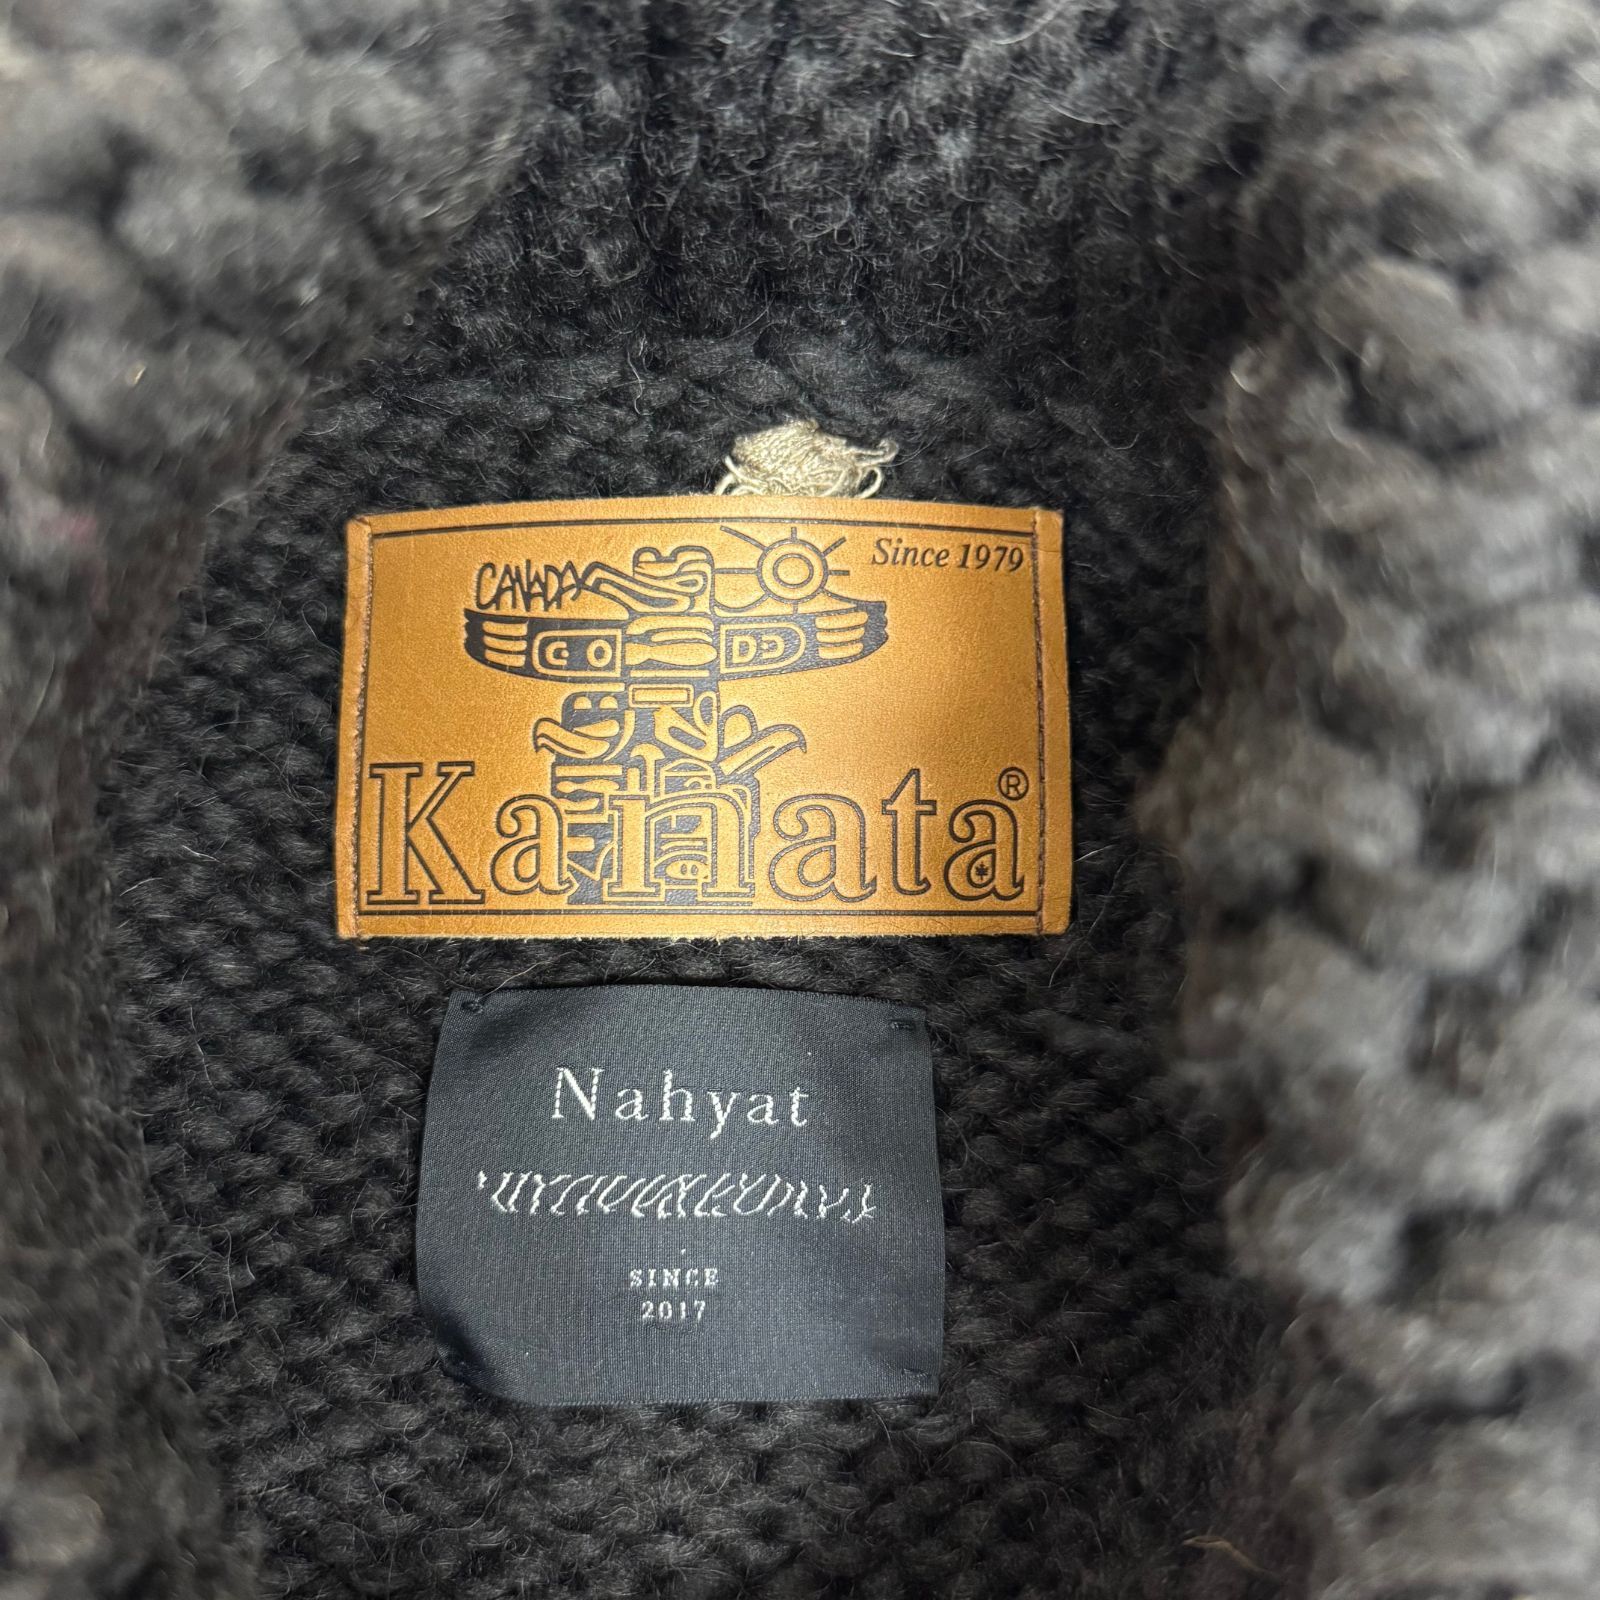 Since 1979
CANADA
Kanata®
Nahyat
SINCE
2017